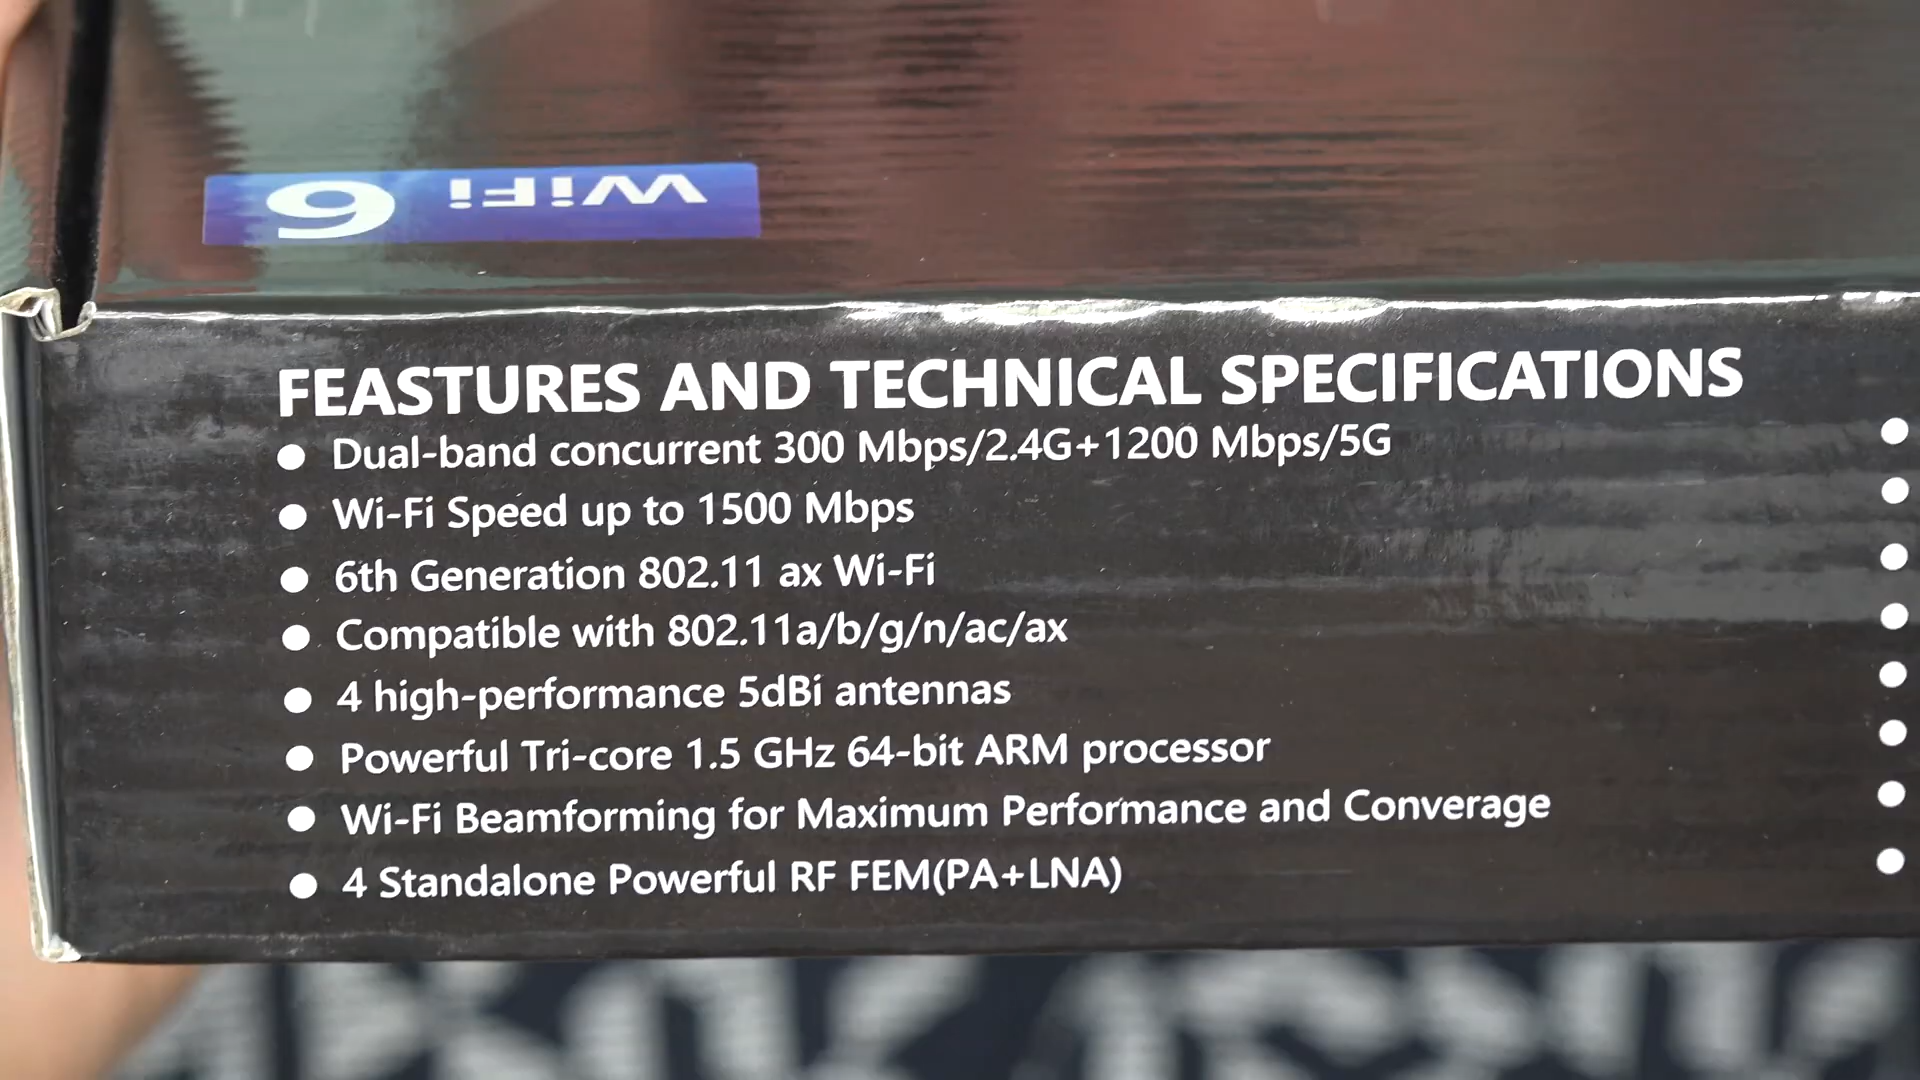 WiFi 6
FEASTURES AND TECHNICAL SPECIFICATIONS
● Dual-band concurrent 300 Mbps/2.4G+1200 Mbps/5G
● Wi-Fi Speed up to 1500 Mbps
● 6th Generation 802.11 ax Wi-Fi
● Compatible with 802.11a/b/g/n/ac/ax
● 4 high-performance 5dBi antennas
● Powerful Tri-core 1.5 GHz 64-bit ARM processor
● Wi-Fi Beamforming for Maximum Performance and Converage
● 4 Standalone Powerful RF FEM(PA+LNA)